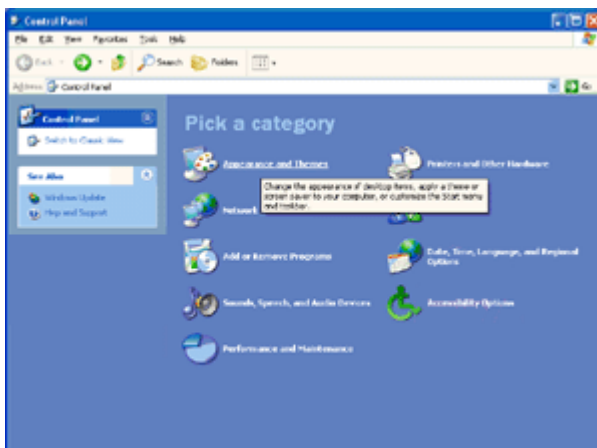 Control Panel
File Edit View Favorites Tools Help
Back Search Folders
Address Control Panel Go
Control Panel
Switch to Classic View
See Also
Windows Update
Help and Support
Pick a category
Appearance and Themes
Printers and Other Hardware
Change the appearance of desktop items, apply a theme or
screen saver to your computer, or customize the Start menu
and taskbar.
Network
Add or Remove Programs
Date, Time, Language, and Regional
Options
Sounds, Speech, and Audio Devices
Accessibility Options
Performance and Maintenance